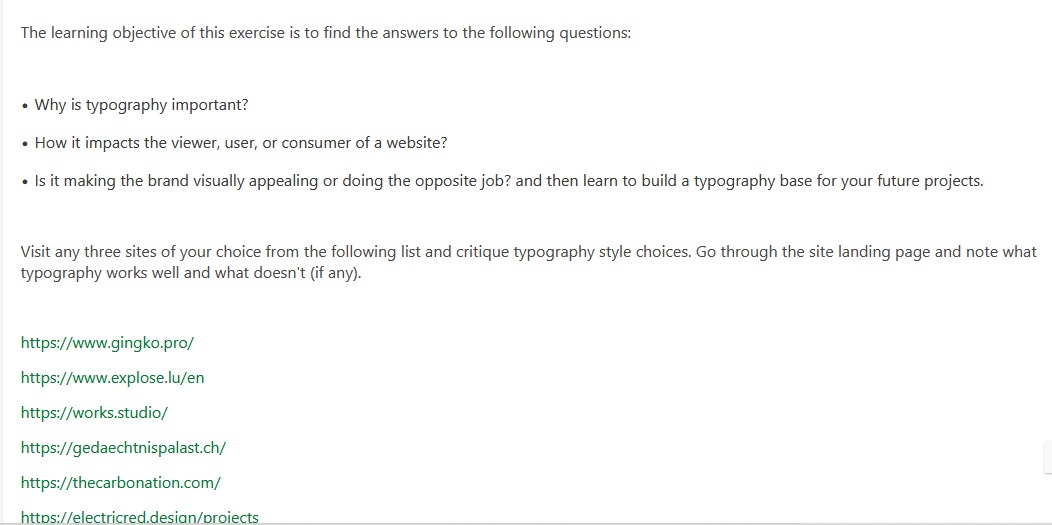 The learning objective of this exercise is to find the answers to the following questions:
• Why is typography important?
• How it impacts the viewer, user, or consumer of a website?
• Is it making the brand visually appealing or doing the opposite job? and then learn to build a typography base for your future projects.
Visit any three sites of your choice from the following list and critique typography style choices. Go through the site landing page and note what
typography works well and what doesn't (if any).
https://www.gingko.pro/
https://www.explose.lu/en
https://works.studio/
https://gedaechtnispalast.ch/
https://thecarbonation.com/
https://electricred.design/projects